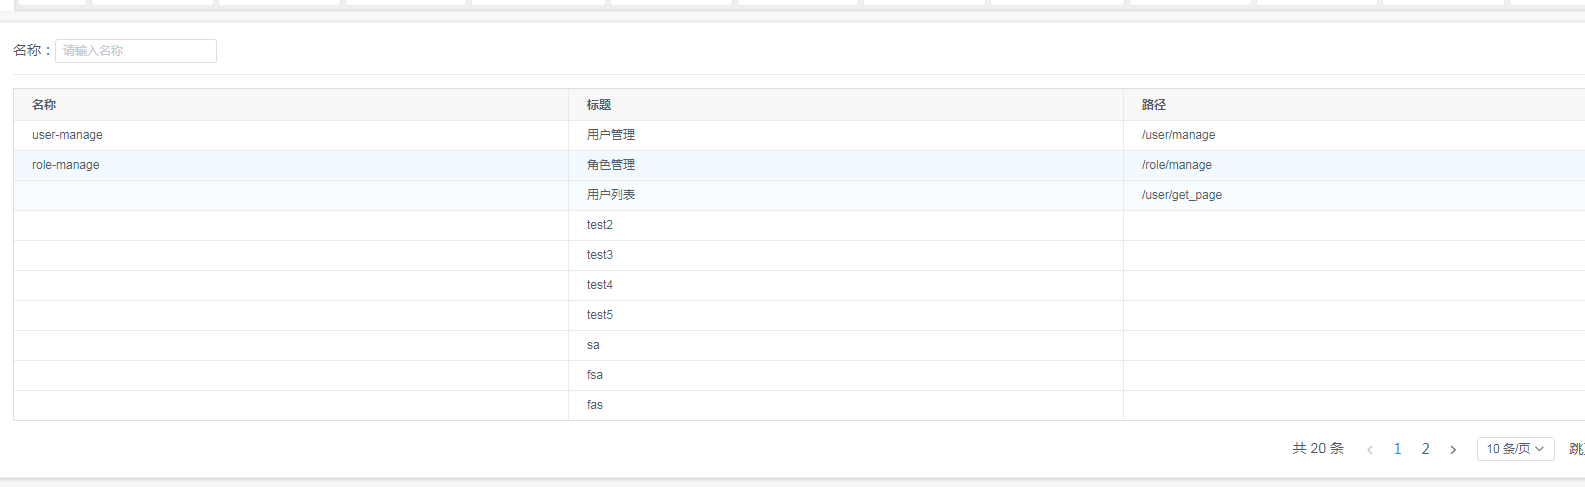 名称： 请输入名称
名称 标题 路径
user-manage 用户管理 /user/manage
role-manage 角色管理 /role/manage
用户列表 /user/get_page
test2
test3
test4
test5
sa
fsa
fas
共 20 条 1 2 10 条/页 跳